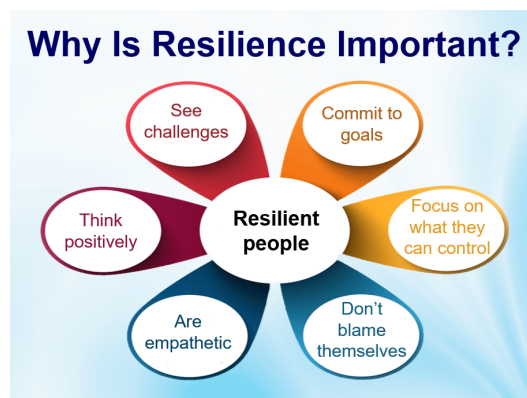 Why Is Resilience Important?
See
challenges
Commit to
goals
Think
positively
Resilient
people
Focus on
what they
can control
Are
empathetic
Don't
blame
themselves